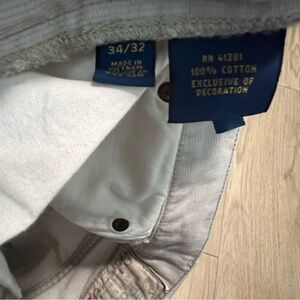 34/32
MADE IN
VIETNAM
RN 41381
100% COTTON
EXCLUSIVE OF
DECORATION